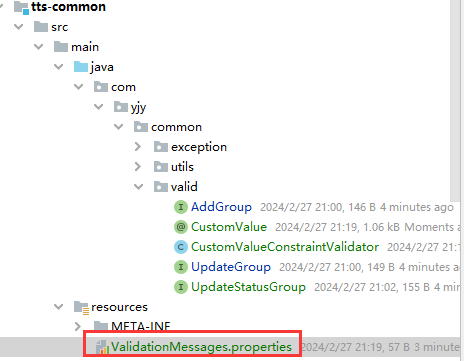 tts-common
src
main
java
com
yjy
common
exception
utils
valid
AddGroup 2024/2/27 21:00, 146 B 4 minutes ago
CustomValue 2024/2/27 21:19, 1.06 kB Moments a
CustomValueConstraintValidator 2024/2/27 21:1
UpdateGroup 2024/2/27 21:00, 149 B 4 minutes ag
UpdateStatusGroup 2024/2/27 21:02, 155 B 4 min
resources
META-INF
ValidationMessages.properties 2024/2/27 21:19, 57 B 3 minute